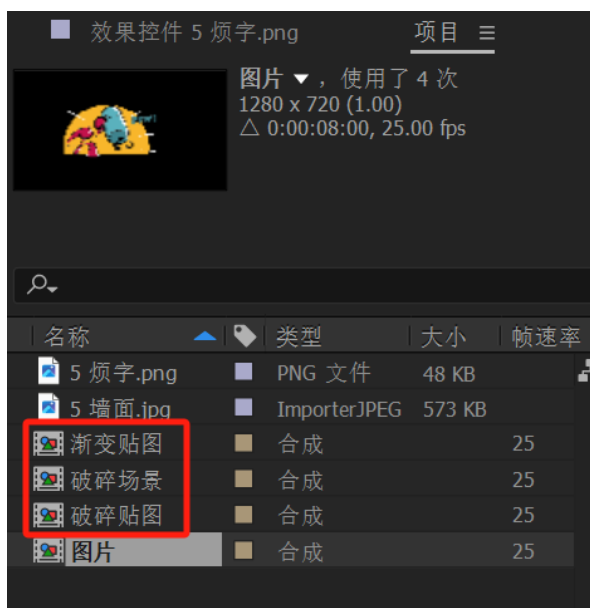 效果控件 5 烦字.png
项目 ≡
图片 ▼ ，使用了 4 次
1280 x 720 (1.00)
△ 0:00:08:00, 25.00 fps
名称
类型
大小
帧速率
5 烦字.png
PNG 文件
48 KB
5 墙面.jpg
ImporterJPEG
573 KB
渐变贴图
合成
25
破碎场景
合成
25
破碎贴图
合成
25
图片
合成
25